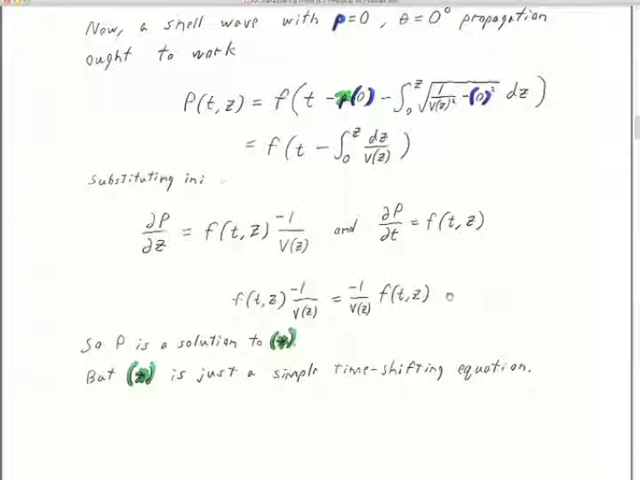 Now, a snell wave with p=0, θ=0° propagation
ought to work
P(t,z) = f(t - p(0) - ∫₀ᶻ √(1/v(z)² - (0)²) dz)
= f(t - ∫₀ᶻ dz/v(z))
Substituting in:
∂P/∂z = f(t,z) -1/v(z) and ∂P/∂t = f(t,z)
f(t,z) -1/v(z) = -1/v(z) f(t,z)
So P is a solution to (*).
But (*) is just a simple time-shifting equation.